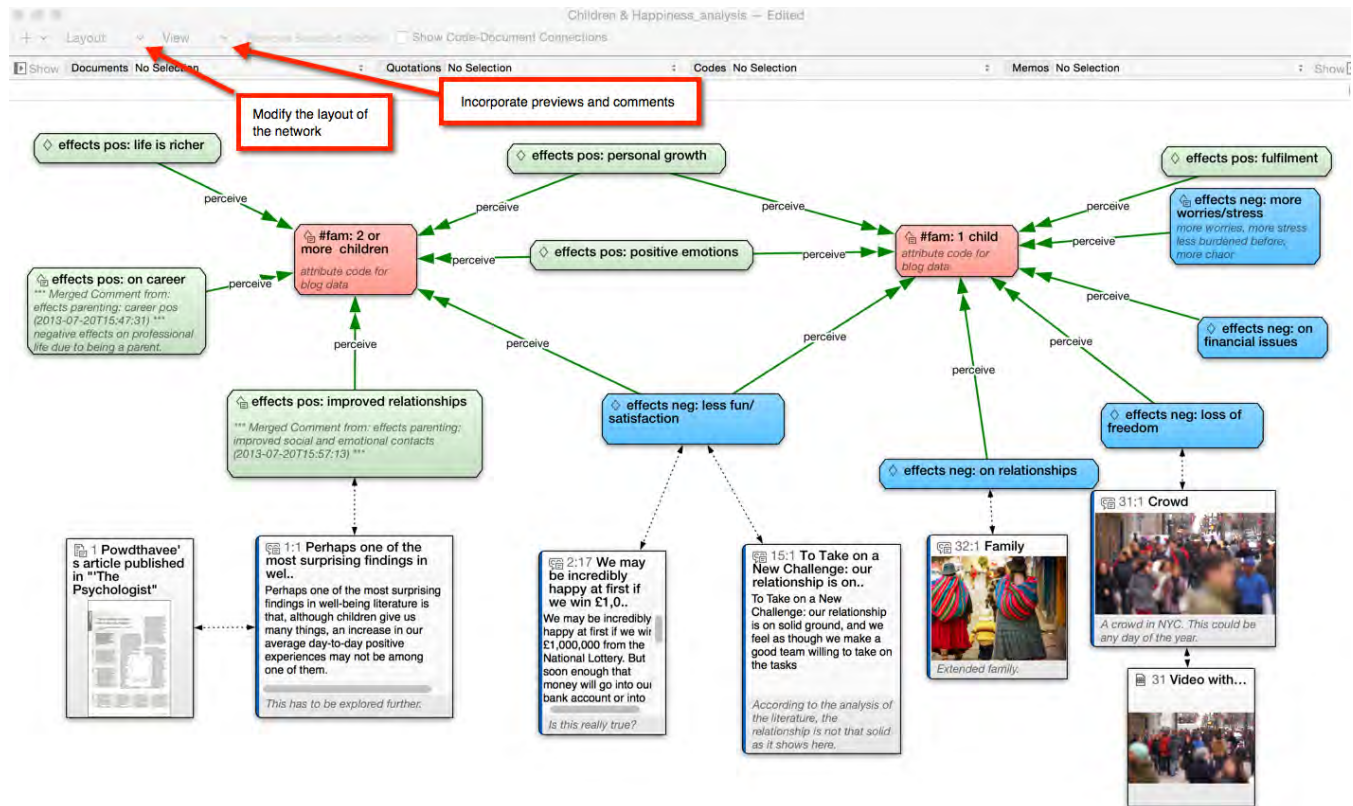 Children & Happiness_analysis — Edited
Layout View Remove Selected Nodes Show Code-Document Connections
Show Documents No Selection Quotations No Selection Codes No Selection Memos No Selection Show
Modify the layout of
the network
Incorporate previews and comments
effects pos: life is richer
effects pos: personal growth
effects pos: fulfilment
effects neg: more
worries/stress
more worries, more stress
less burdened before,
more chaor
perceive
perceive
perceive
perceive
#fam: 2 or
more children
attribute code for
blog data
#fam: 1 child
attribute code for
blog data
effects pos: positive emotions
perceive
perceive
effects pos: on career
*** Merged Comment from:
effects parenting: career pos
(2013-07-20T15:47:31) ***
negative effects on professional
life due to being a parent.
perceive
perceive
effects neg: on
financial issues
perceive
perceive
perceive
perceive
perceive
effects pos: improved relationships
*** Merged Comment from: effects parenting:
improved social and emotional contacts
(2013-07-20T15:57:13) ***
effects neg: less fun/
satisfaction
effects neg: loss of
freedom
effects neg: on relationships
1 Powdthavee'
s article published
in "'The
Psychologist"
1:1 Perhaps one of the
most surprising findings in
wel..
Perhaps one of the most surprising
findings in well-being literature is
that, although children give us
many things, an increase in our
average day-to-day positive
experiences may not be among
one of them.
This has to be explored further.
2:17 We may
be incredibly
happy at first if
we win £1,0..
We may be incredibly
happy at first if we win
£1,000,000 from the
National Lottery. But
soon enough that
money will go into our
bank account or into
Is this really true?
15:1 To Take on a
New Challenge: our
relationship is on..
To Take on a New
Challenge: our relationship
is on solid ground, and we
feel as though we make a
good team willing to take on
the tasks
According to the analysis of
the literature, the
relationship is not that solid
as it shows here.
32:1 Family
Extended family.
31:1 Crowd
A crowd in NYC. This could be
any day of the year.
31 Video with...